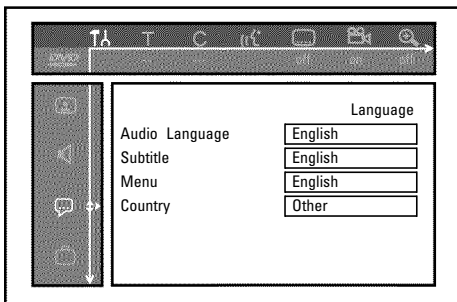 T C
DVD
off on off
Language
Audio Language English
Subtitle English
Menu English
Country Other